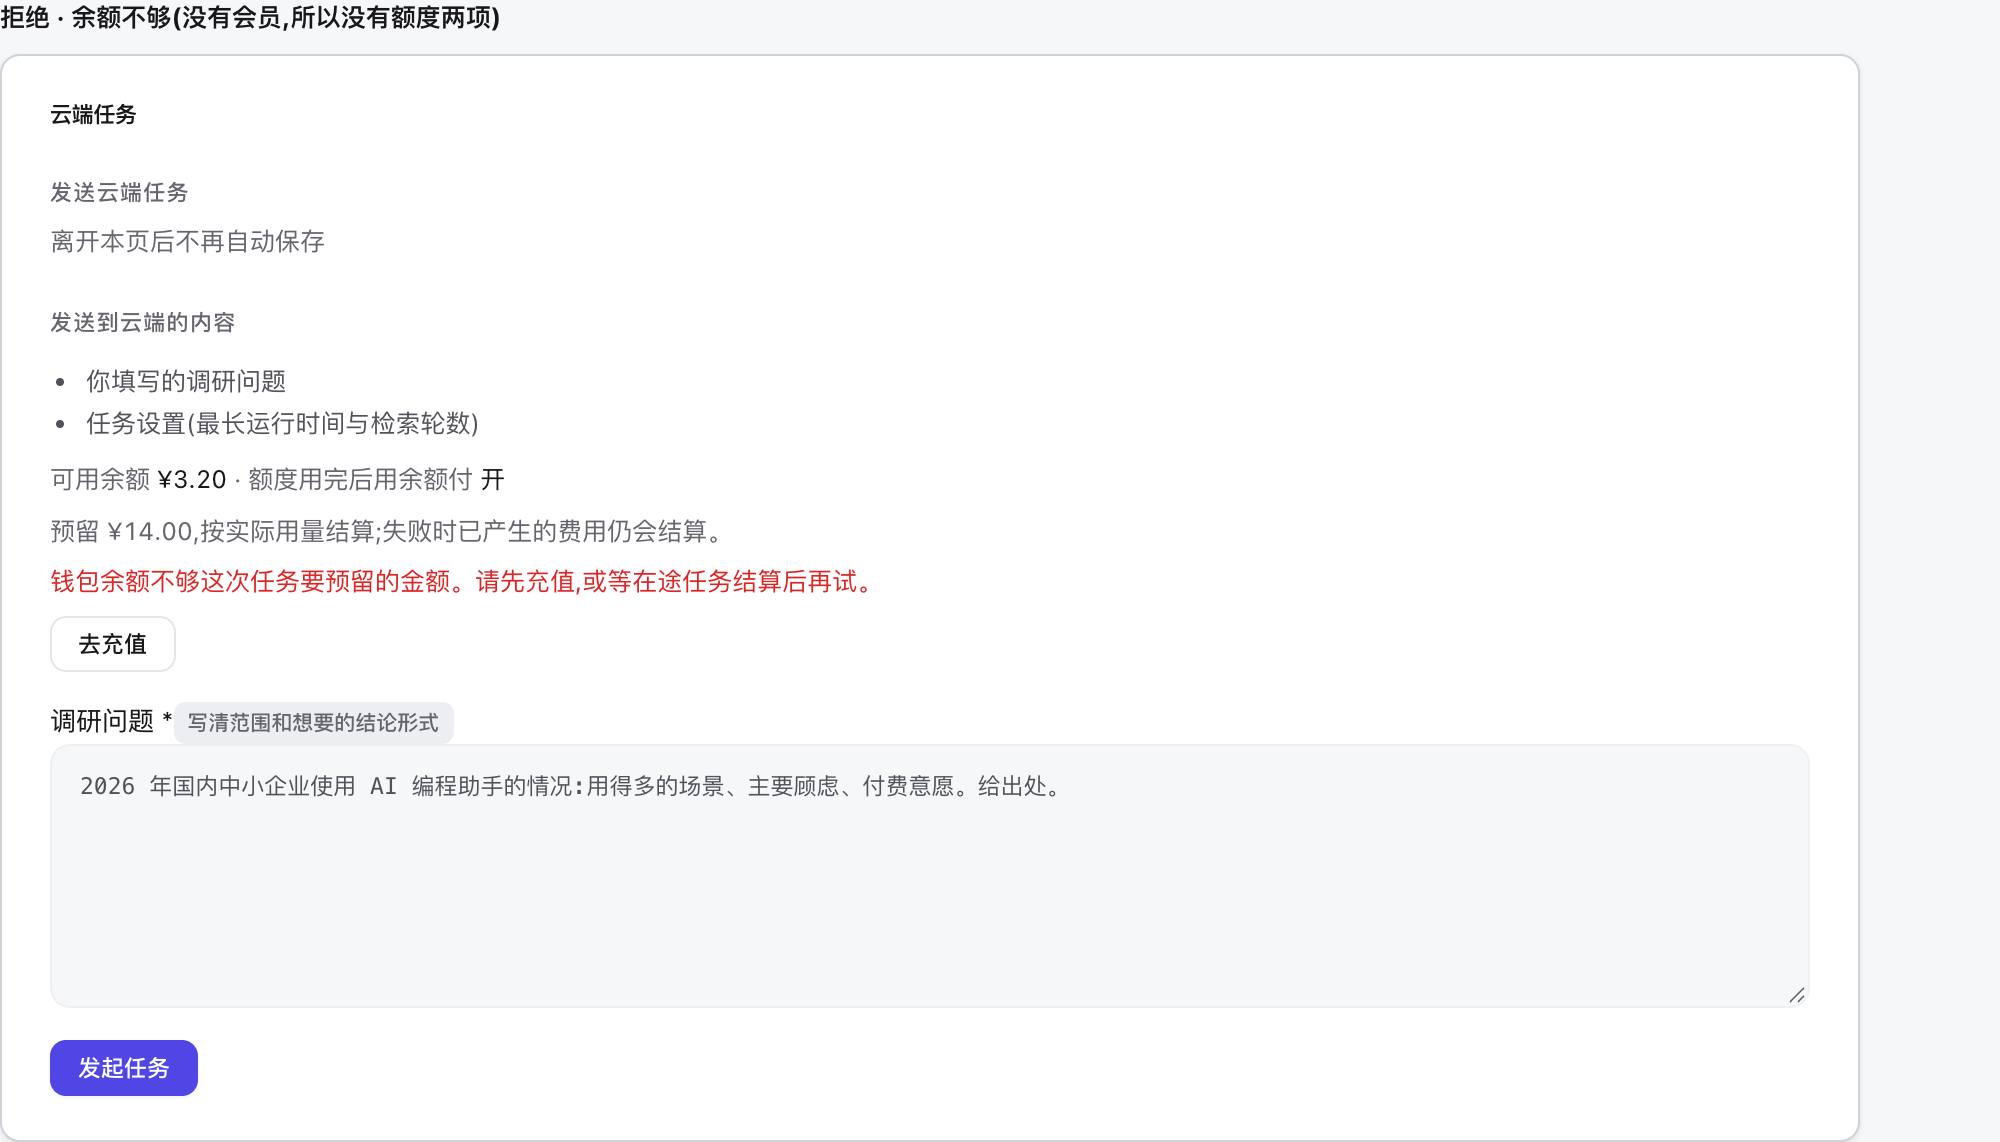 拒绝 · 余额不够(没有会员,所以没有额度两项)
云端任务
发送云端任务
离开本页后不再自动保存
发送到云端的内容
• 你填写的调研问题
• 任务设置(最长运行时间与检索轮数)
可用余额 ¥3.20 · 额度用完后用余额付 开
预留 ¥14.00,按实际用量结算;失败时已产生的费用仍会结算。
钱包余额不够这次任务要预留的金额。请先充值,或等在途任务结算后再试。
去充值
调研问题 * 写清范围和想要的结论形式
2026 年国内中小企业使用 AI 编程助手的情况:用得多的场景、主要顾虑、付费意愿。给出处。
发起任务